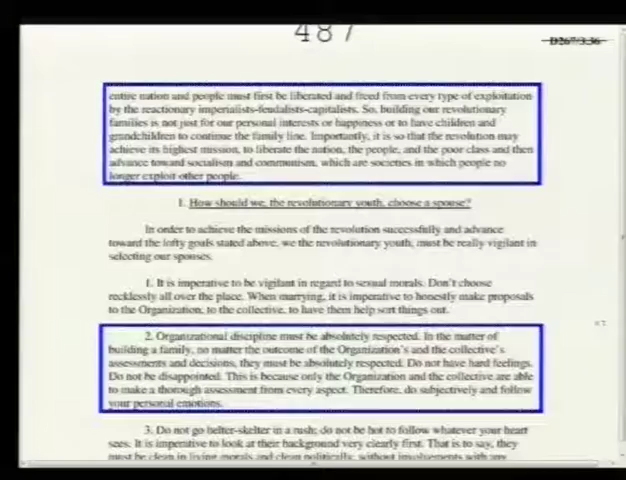 487
D267/3.36
entire nation and people must first be liberated and freed from every type of exploitation
by the reactionary imperialists-feudalists-capitalists. So, building our revolutionary
families is not just for our personal interests or happiness or to have children and
grandchildren to continue the family line. Importantly, it is so that the revolution may
achieve its highest mission, to liberate the nation, the people, and the poor class and then
advance toward socialism and communism, which are societies in which people no
longer exploit other people.
1. How should we, the revolutionary youth, choose a spouse?
In order to achieve the missions of the revolution successfully and advance
toward the lofty goals stated above, we the revolutionary youth, must be really vigilant in
selecting our spouses.
1. It is imperative to be vigilant in regard to sexual morals. Don't choose
recklessly all over the place. When marrying, it is imperative to honestly make proposals
to the Organization, to the collective, to have them help sort things out.
2. Organizational discipline must be absolutely respected. In the matter of
building a family, no matter the outcome of the Organization's and the collective's
assessments and decisions, they must be absolutely respected. Do not have hard feelings.
Do not be disappointed. This is because only the Organization and the collective are able
to make a thorough assessment from every aspect. Therefore, do subjectively and follow
your personal emotions.
3. Do not go helter-skelter in a rush; do not be hot to follow whatever your heart
sees. It is imperative to look at their background very clearly first. That is to say, they
must be clean in living morals and clean politically, without involvements with any